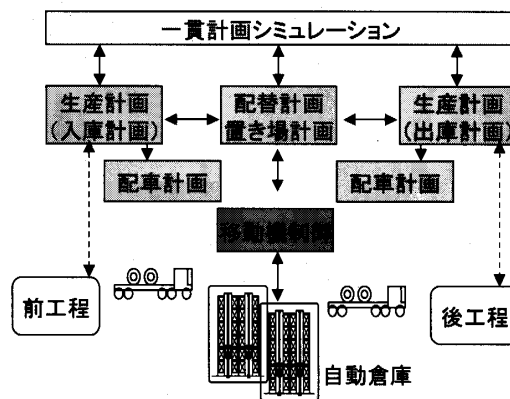 一貫計画シミュレーション
生産計画
(入庫計画)
配替計画
置き場計画
生産計画
(出庫計画)
配車計画
配車計画
移動機制御
前工程
後工程
自動倉庫